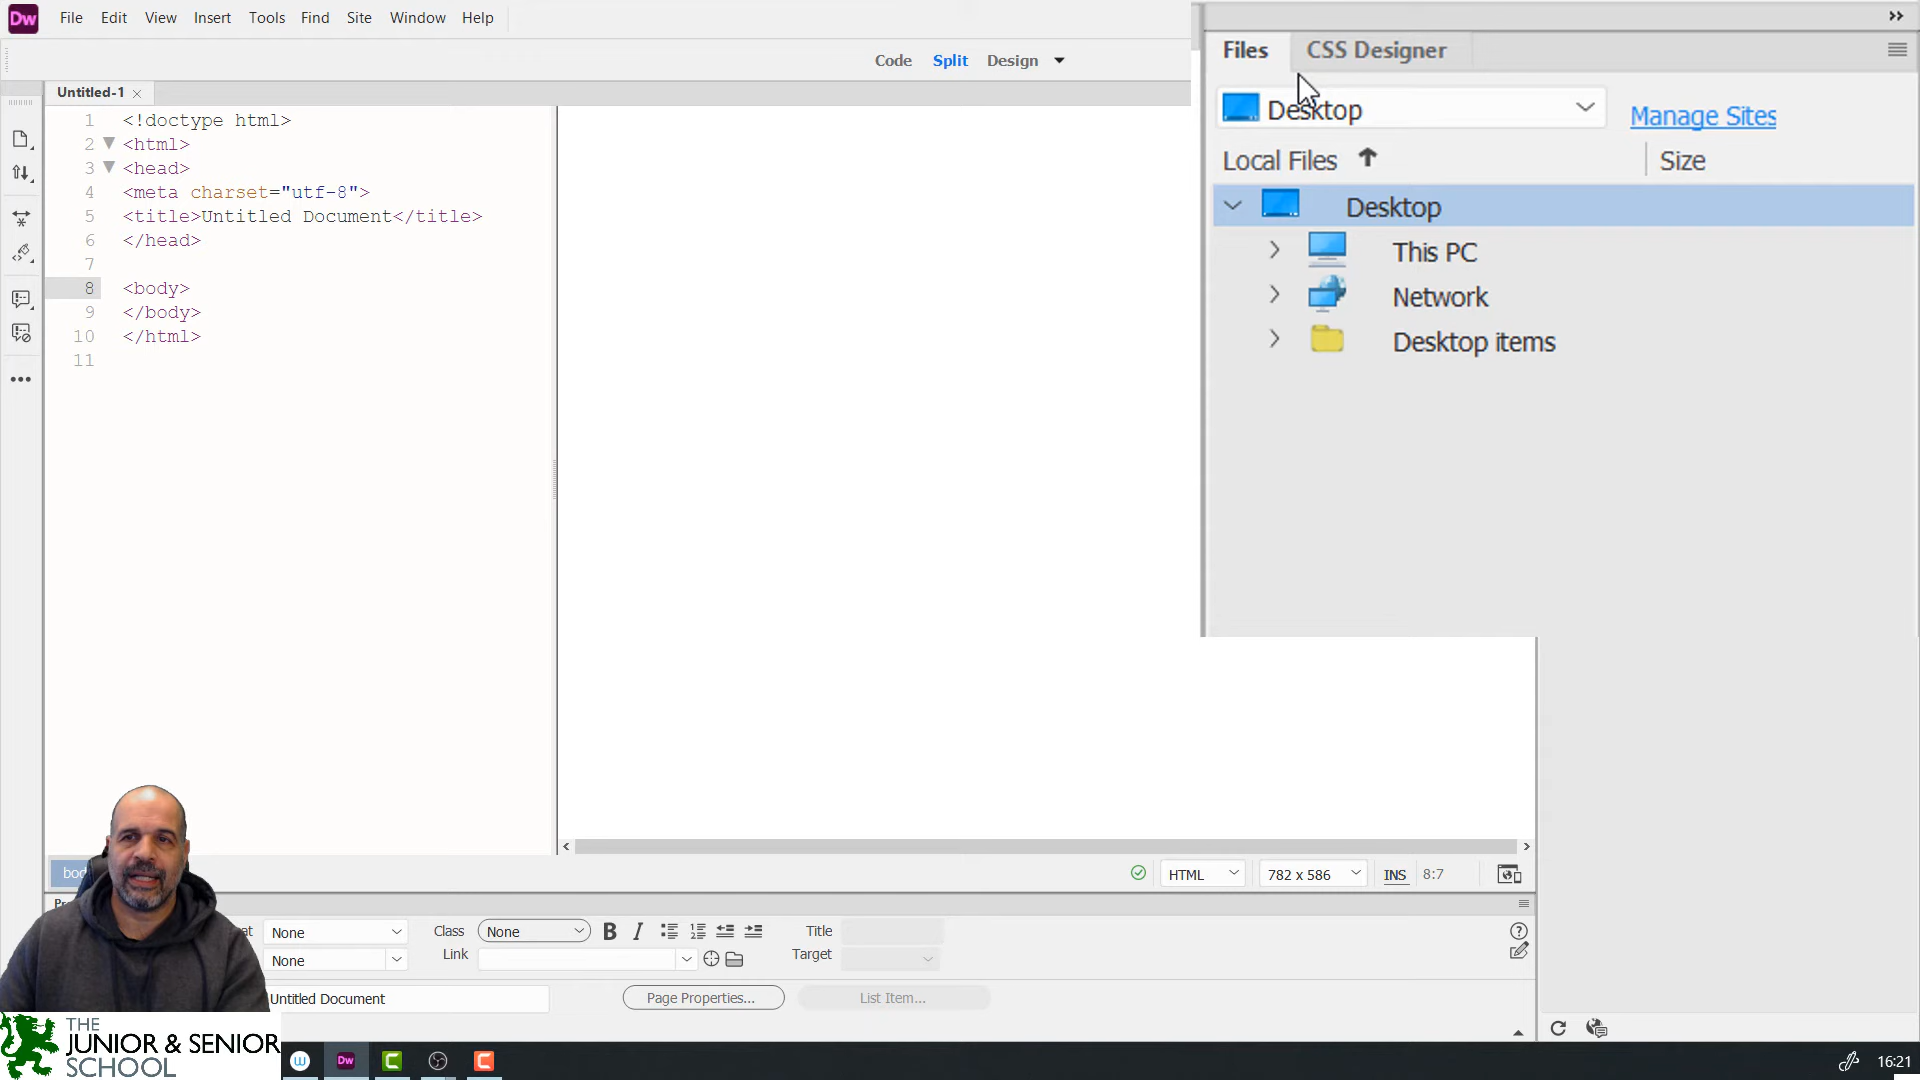 Dw File Edit View Insert Tools Find Site Window Help
Code Split Design
Untitled-1
1 <!doctype html>
2 <html>
3 <head>
4 <meta charset="utf-8">
5 <title>Untitled Document</title>
6 </head>
7
8 <body>
9 </body>
10 </html>
11
Files CSS Designer
Desktop Manage Sites
Local Files Size
Desktop
This PC
Network
Desktop items
HTML 782 x 586 INS 8:7
None Class None B I Title
None Link Target
Untitled Document Page Properties... List Item...
THE
JUNIOR & SENIOR
SCHOOL
W Dw C C 16:21